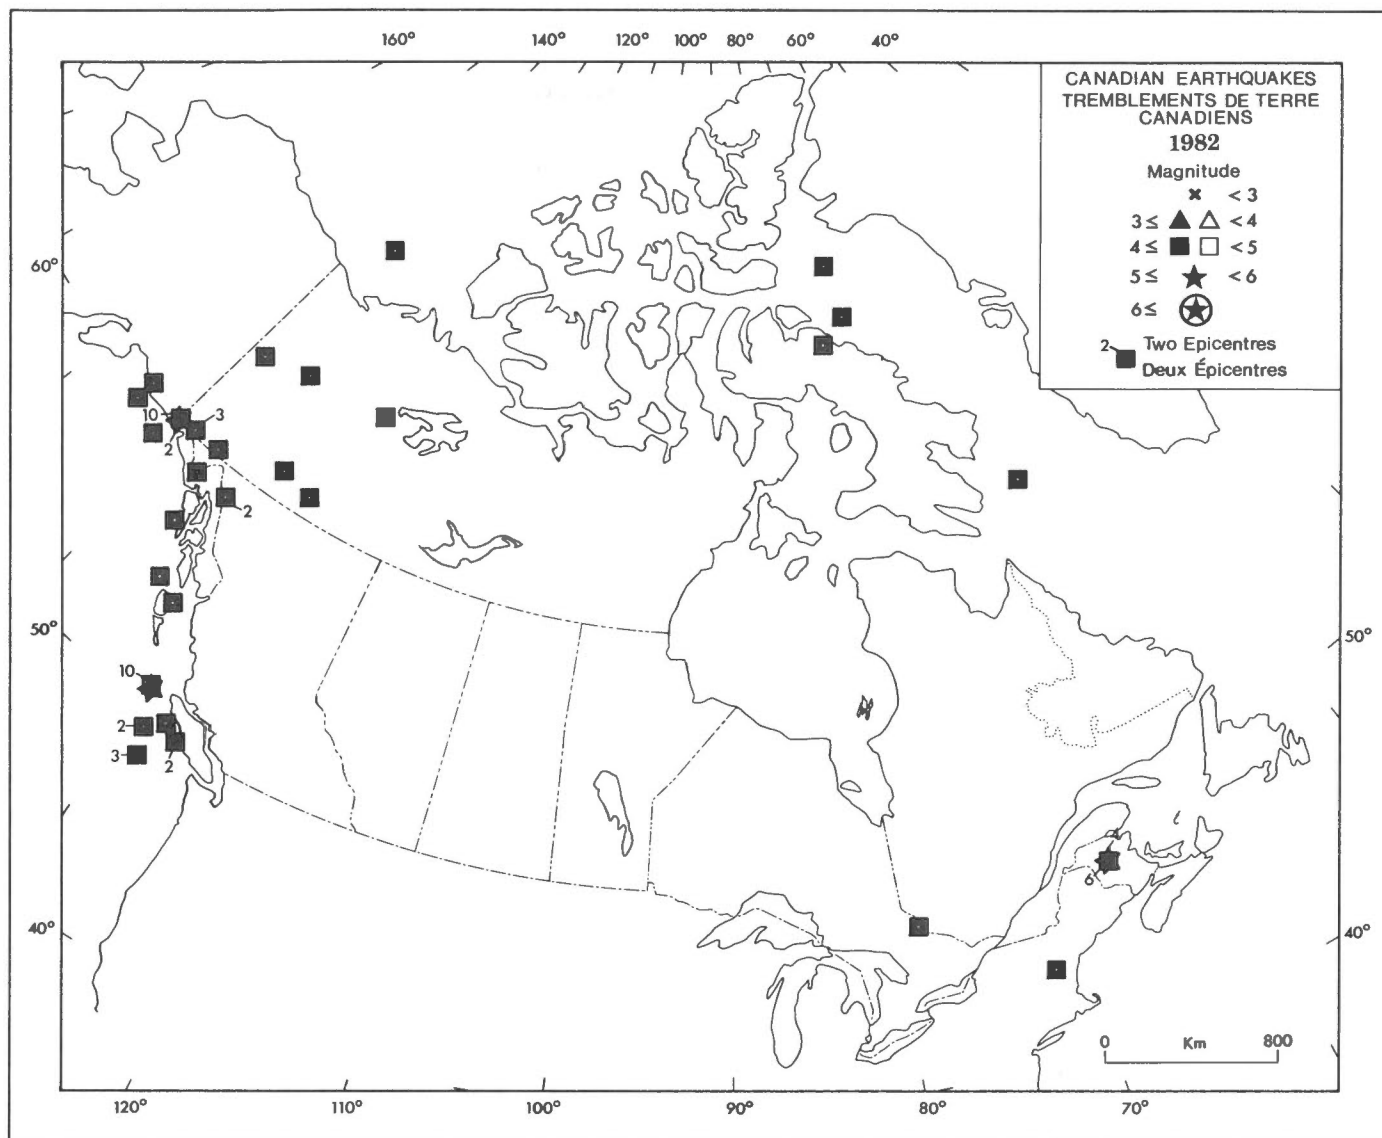 160° 140° 120° 100° 80° 60° 40°
CANADIAN EARTHQUAKES
TREMBLEMENTS DE TERRE
CANADIENS
1982
Magnitude
< 3
3 ≤ < 4
4 ≤ < 5
5 ≤ < 6
6 ≤
2 Two Epicentres
Deux Épicentres
60°
10
3
2
2
50°
50°
10
2
3
2
6
40°
40°
0 Km 800
120° 110° 100° 90° 80° 70°